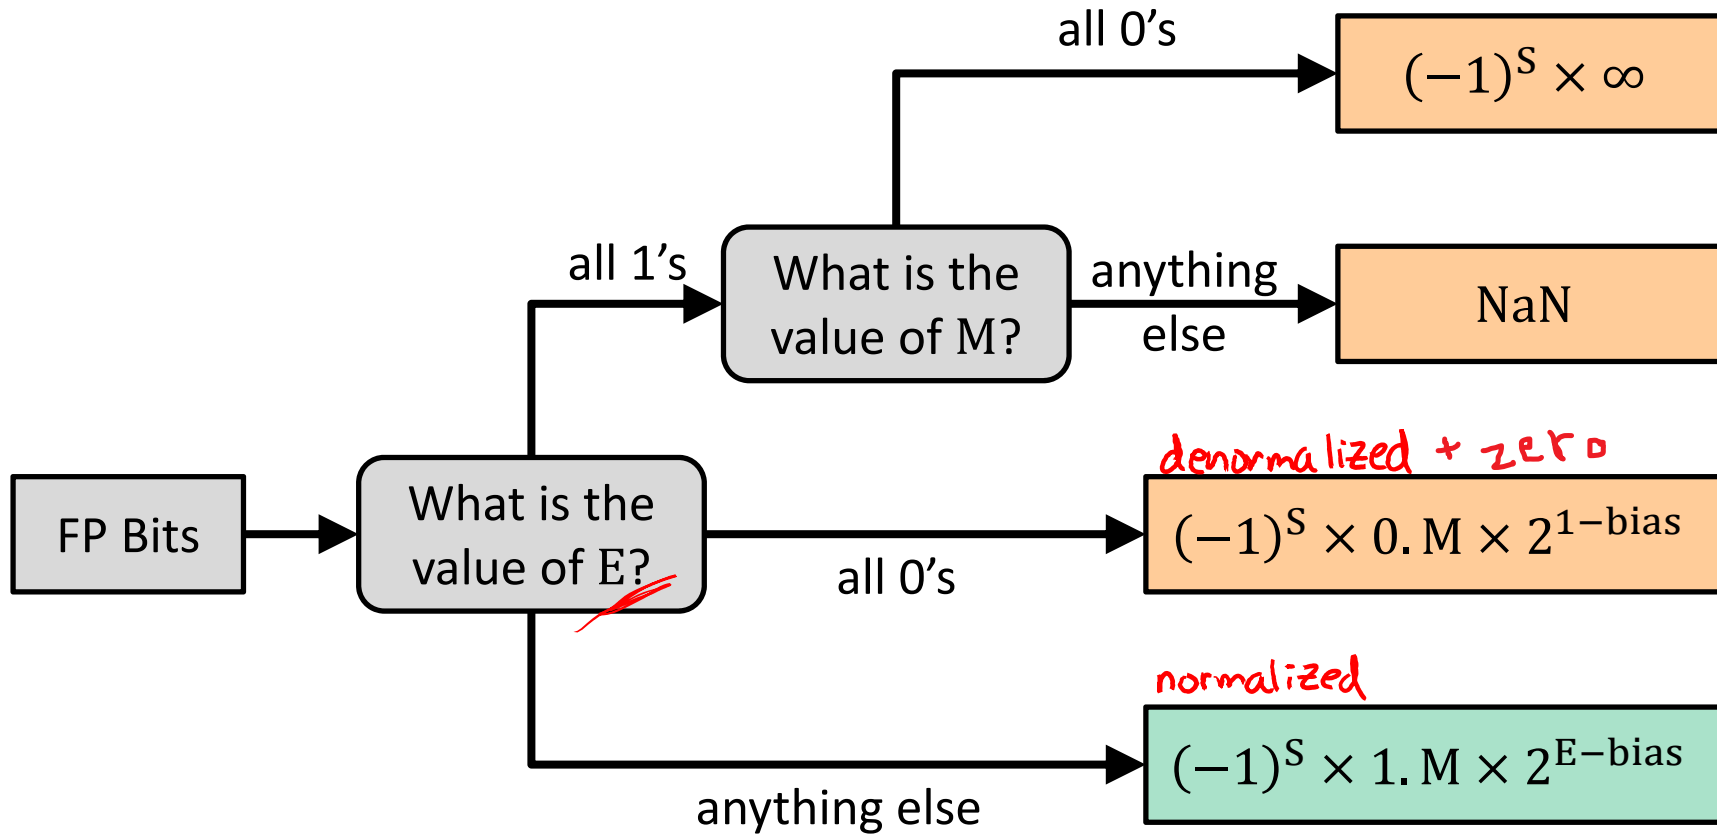 all 0's
(−1)^S × ∞
all 1's
What is the
value of M?
anything
else
NaN
denormalized + zero
FP Bits
What is the
value of E?
all 0's
(−1)^S × 0. M × 2^{1−bias}
normalized
anything else
(−1)^S × 1. M × 2^{E−bias}